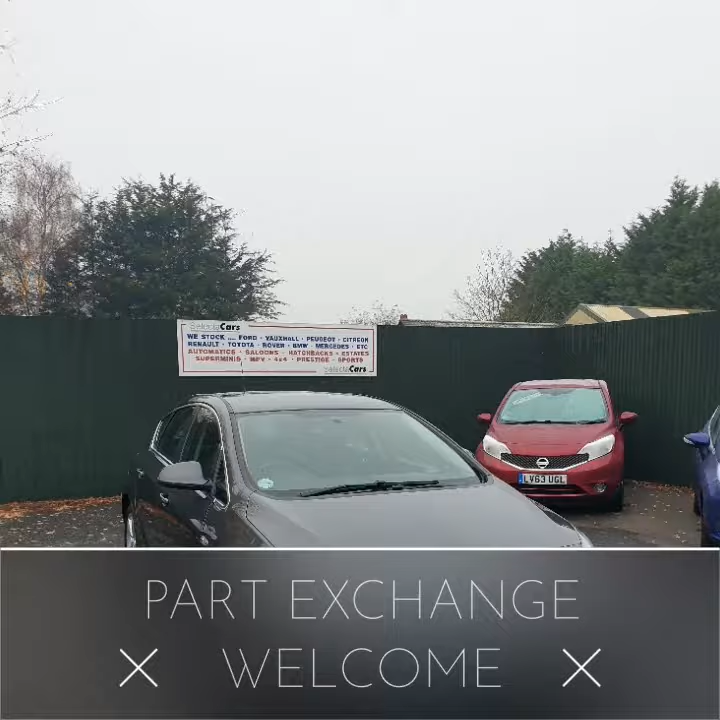 SelectaCars
WE STOCK .... FORD · VAUXHALL · PEUGEOT · CITREON
RENAULT · TOYOTA · ROVER · BMW · MERCEDES · ETC
AUTOMATICS · SALOONS · HATCHBACKS · ESTATES
SUPERMINIS · MPV · 4x4 · PRESTIGE · SPORTS
SelectaCars
LV63 UGL
PART EXCHANGE
WELCOME